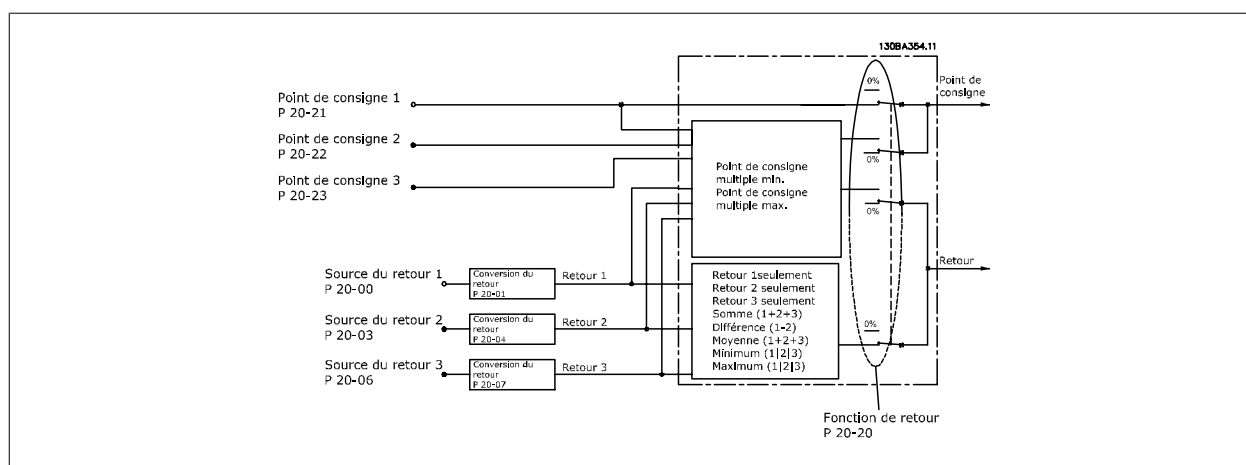 130BA354.11
Point de consigne 1
P 20-21
Point de consigne 2
P 20-22
Point de consigne 3
P 20-23
0%
Point de
consigne
0%
Point de consigne
multiple min.
Point de consigne
multiple max.
0%
Source du retour 1
P 20-00
Conversion du
retour
P 20-01
Retour 1
Source du retour 2
P 20-03
Conversion du
retour
P 20-04
Retour 2
Source du retour 3
P 20-06
Conversion du
retour
P 20-07
Retour 3
Retour 1seulement
Retour 2 seulement
Retour 3 seulement
Somme (1+2+3)
Différence (1-2)
Moyenne (1+2+3)
Minimum (1|2|3)
Maximum (1|2|3)
0%
Retour
Fonction de retour
P 20-20